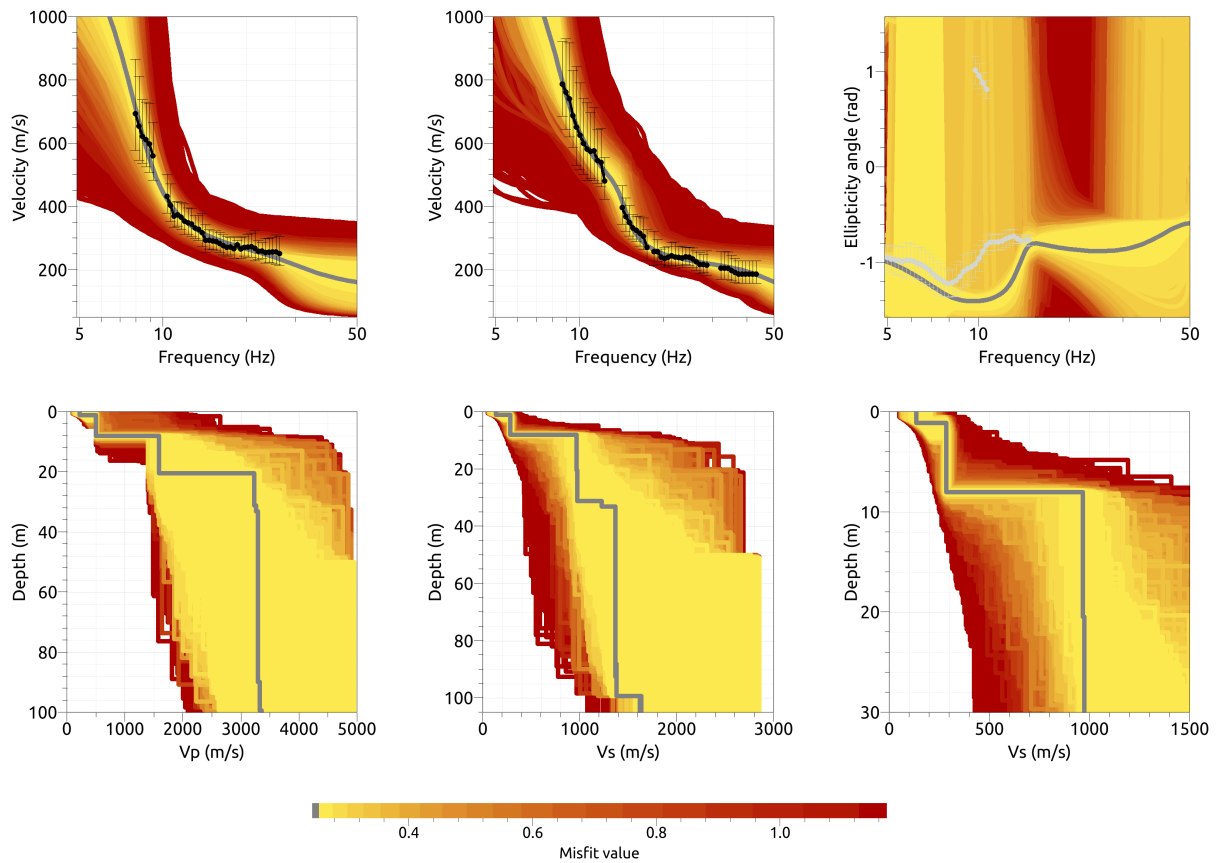 1000
800
600
400
200
Velocity (m/s)
5 10 50
Frequency (Hz)
1000
800
600
400
200
Velocity (m/s)
5 10 50
Frequency (Hz)
1
0
-1
Ellipticity angle (rad)
5 10 50
Frequency (Hz)
0
20
40
60
80
100
Depth (m)
0 1000 2000 3000 4000 5000
Vp (m/s)
0
20
40
60
80
100
Depth (m)
0 1000 2000 3000
Vs (m/s)
0
10
20
30
Depth (m)
0 500 1000 1500
Vs (m/s)
0.4 0.6 0.8 1.0
Misfit value